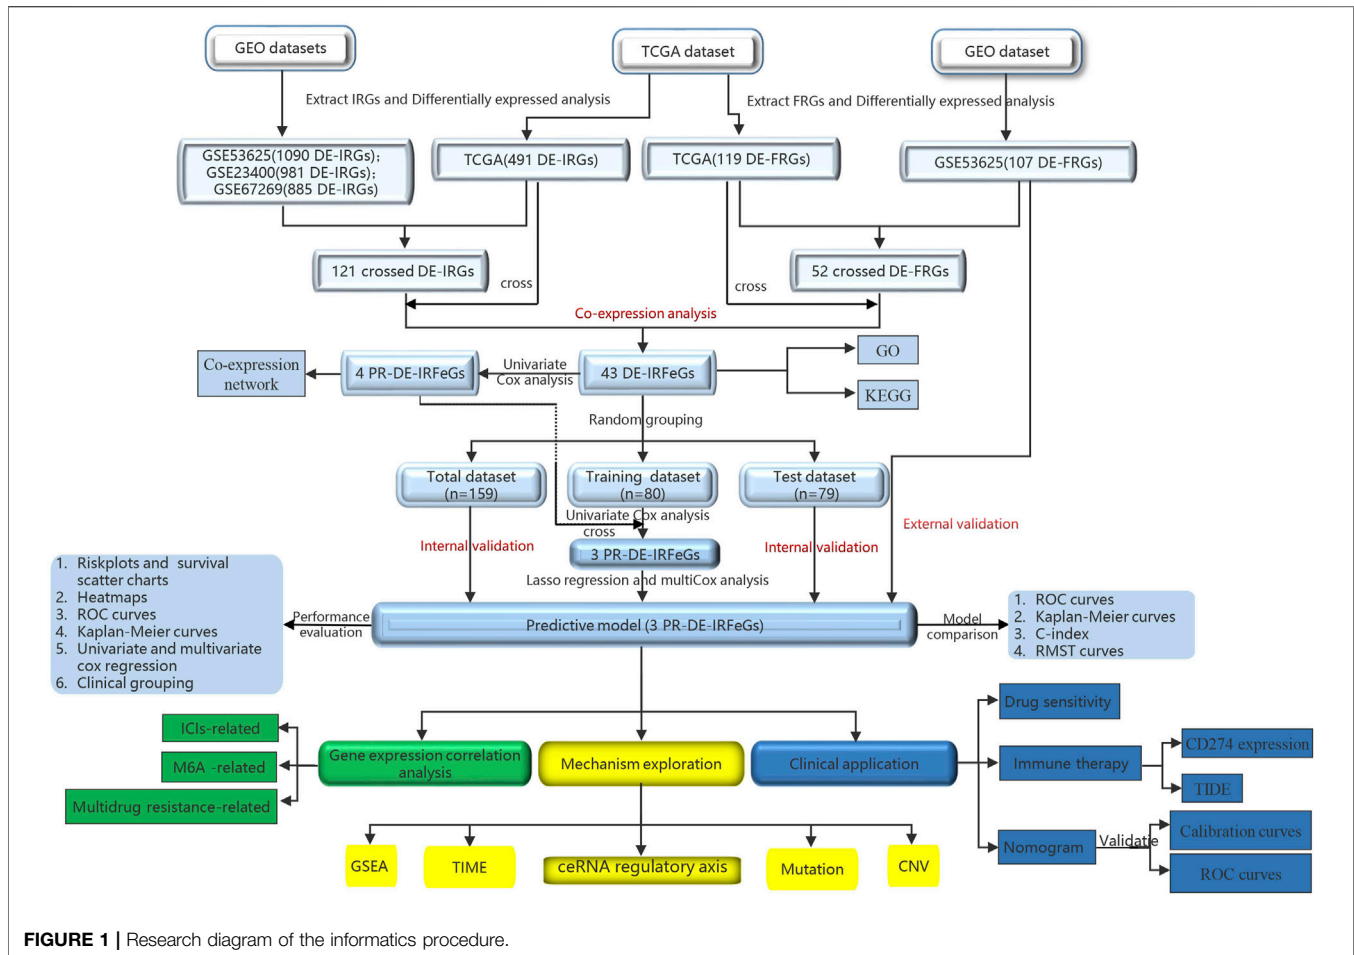 GEO datasets
TCGA dataset
GEO dataset
Extract IRGs and Differentially expressed analysis
Extract FRGs and Differentially expressed analysis
GSE53625(1090 DE-IRGs);
GSE23400(981 DE-IRGs);
GSE67269(885 DE-IRGs)
TCGA(491 DE-IRGs)
TCGA(119 DE-FRGs)
GSE53625(107 DE-FRGs)
121 crossed DE-IRGs
cross
cross
52 crossed DE-FRGs
Co-expression analysis
Co-expression
network
4 PR-DE-IRFeGs
Univariate
Cox analysis
43 DE-IRFeGs
GO
KEGG
Random grouping
Total dataset
(n=159)
Training dataset
(n=80)
Test dataset
(n=79)
Univariate Cox analysis
cross
Internal validation
Internal validation
External validation
3 PR-DE-IRFeGs
Lasso regression and multiCox analysis
1. Riskplots and survival
scatter charts
2. Heatmaps
3. ROC curves
4. Kaplan-Meier curves
5. Univariate and multivariate
cox regression
6. Clinical grouping
Performance
evaluation
Predictive model (3 PR-DE-IRFeGs)
Model
comparison
1. ROC curves
2. Kaplan-Meier curves
3. C-index
4. RMST curves
ICIs-related
M6A -related
Multidrug resistance-related
Gene expression correlation
analysis
Mechanism exploration
Clinical application
Drug sensitivity
Immune therapy
CD274 expression
TIDE
Nomogram
Validatie
Calibration curves
ROC curves
GSEA
TIME
ceRNA regulatory axis
Mutation
CNV
FIGURE 1 | Research diagram of the informatics procedure.